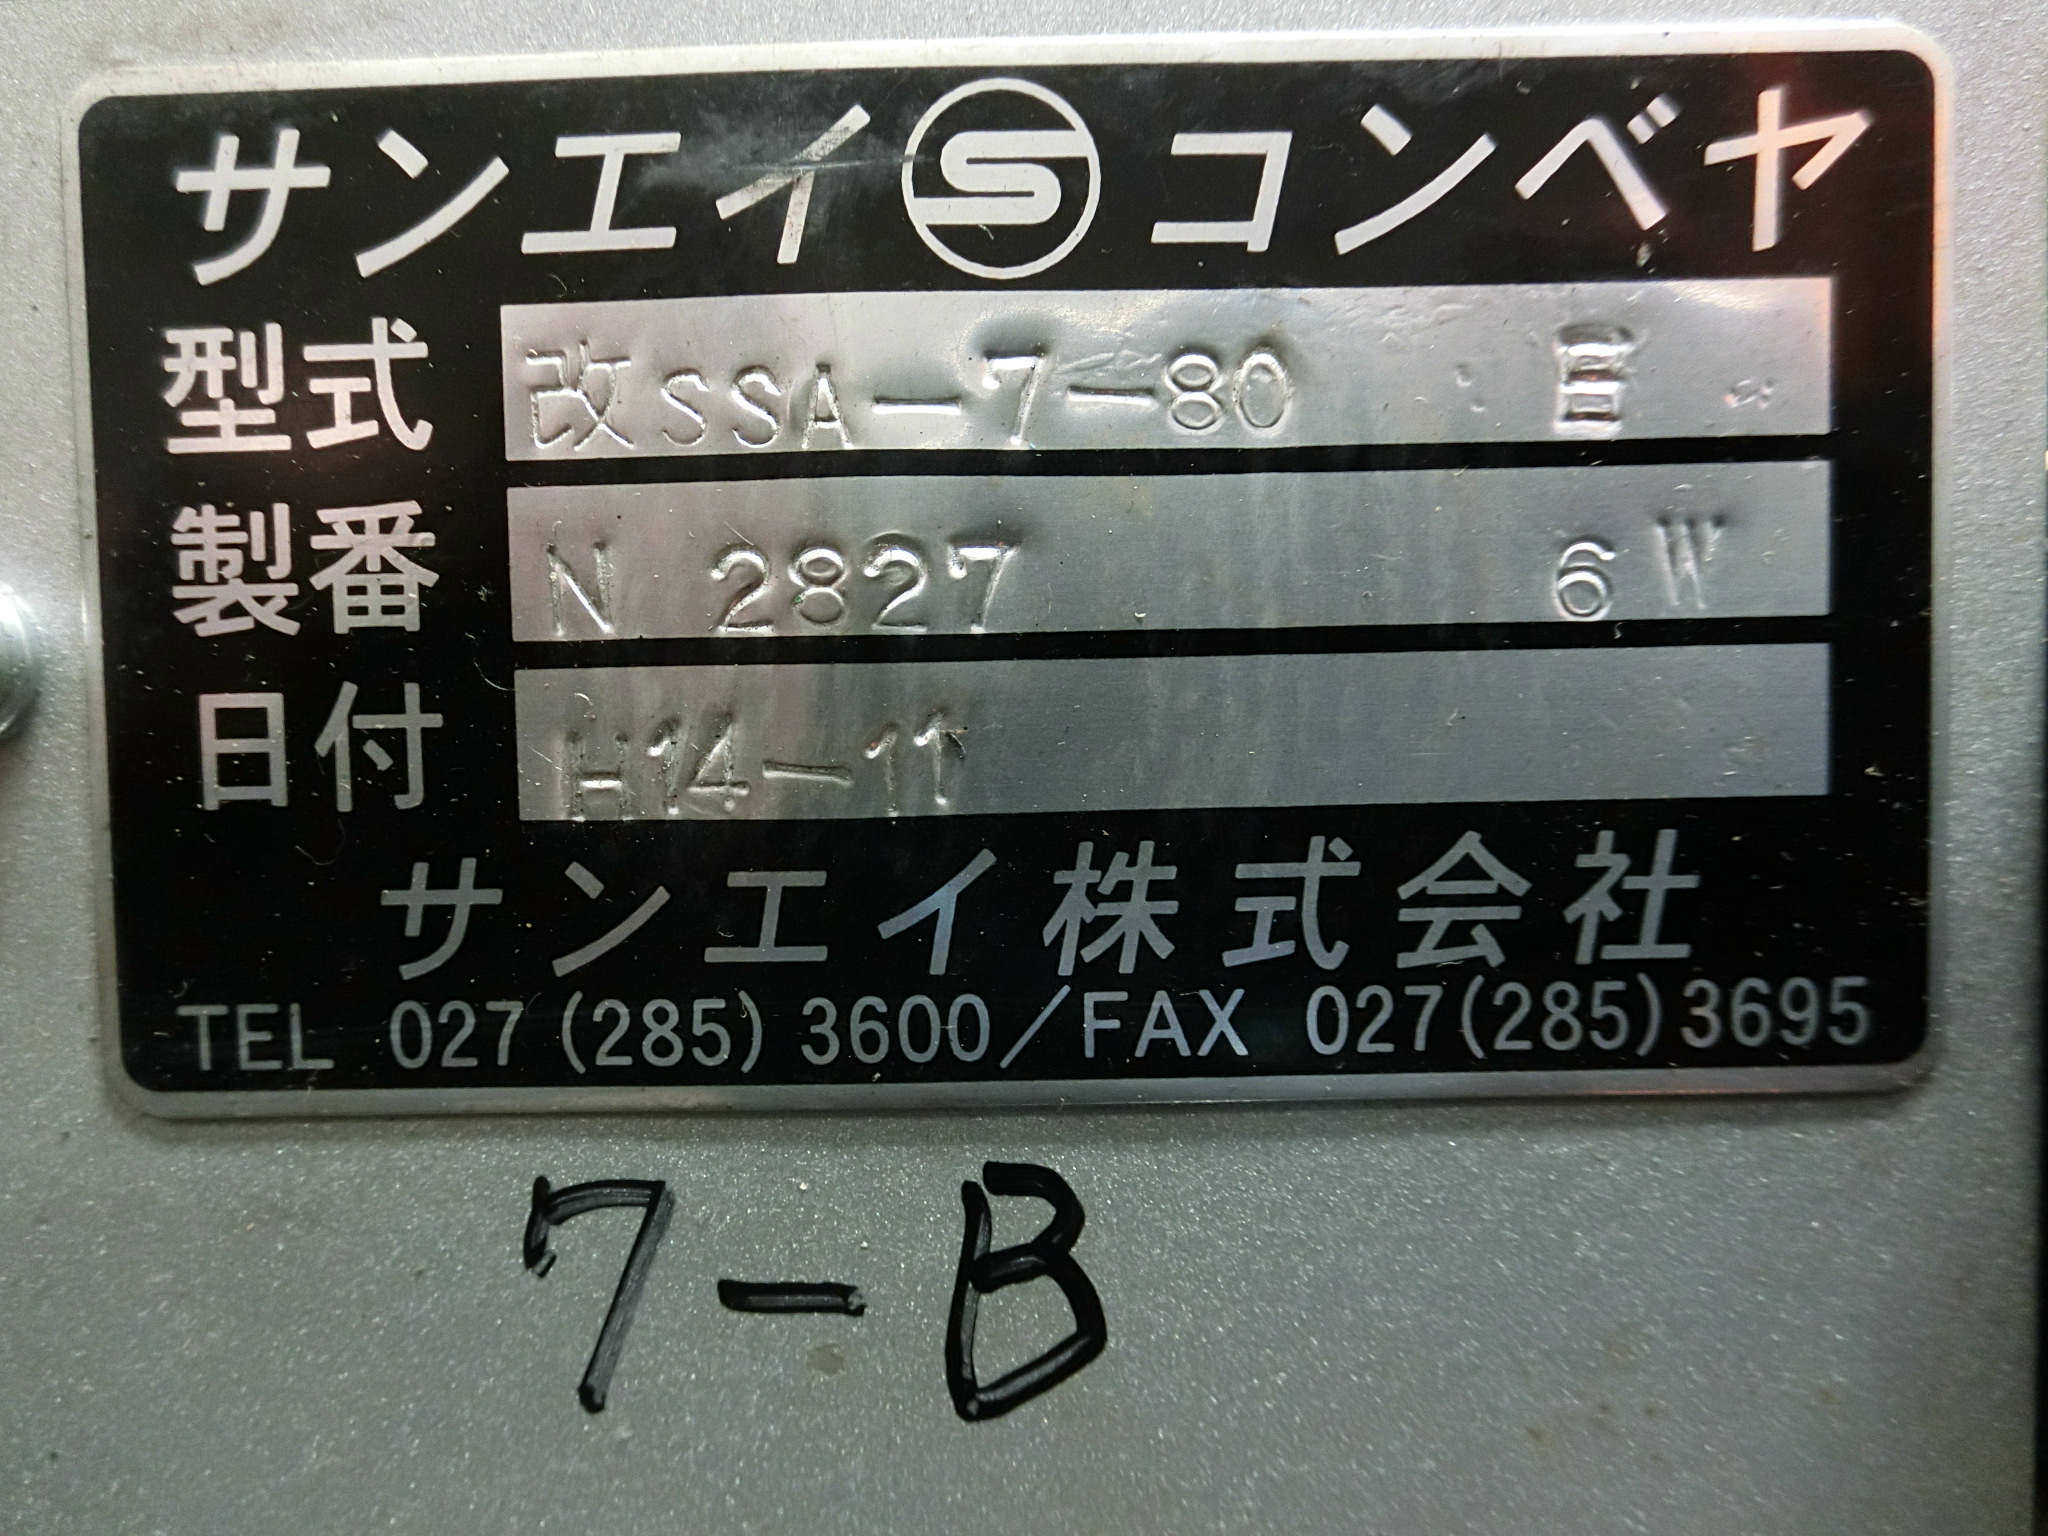 サンエイ S コンベヤ
型式 改SSA-7-80
製番 N 2827 6W
日付 H14-11
サンエイ株式会社
TEL 027(285)3600/FAX 027(285)3695
7-B